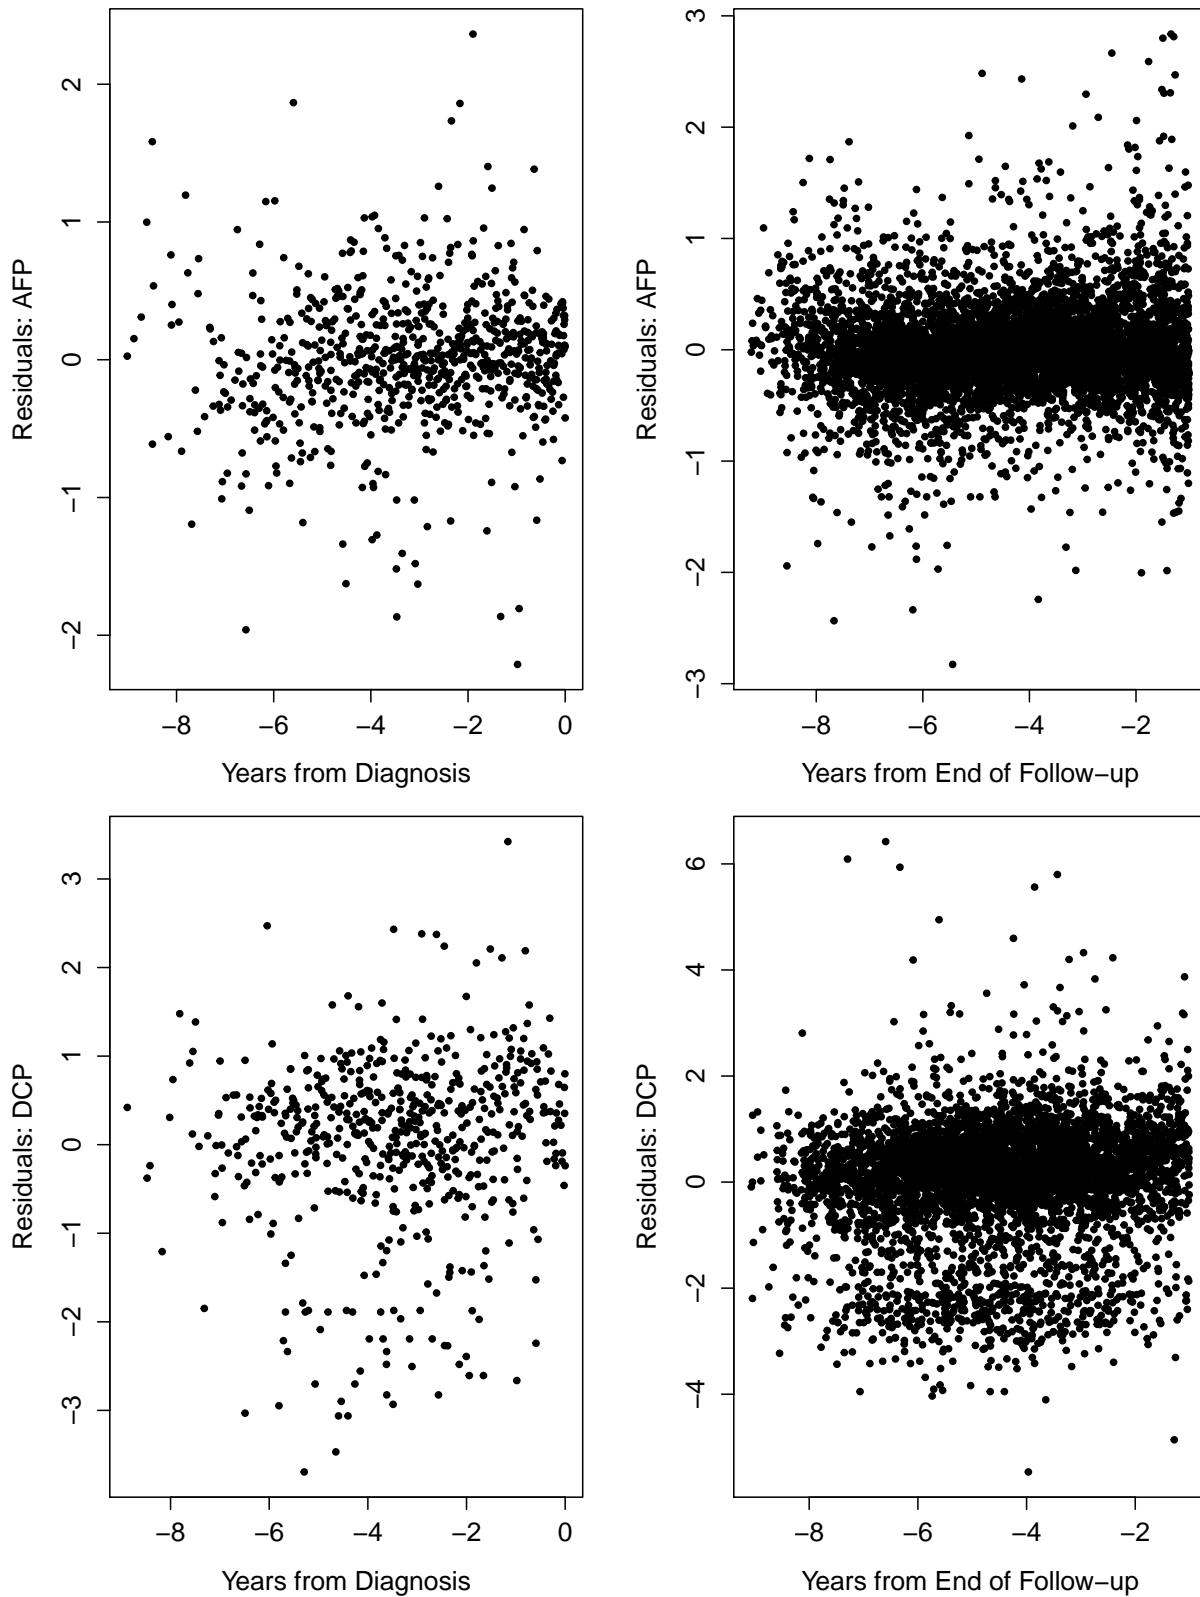 2
1
0
−1
−2
Residuals: AFP
−8 −6 −4 −2 0
Years from Diagnosis
3
2
1
0
−1
−2
−3
Residuals: AFP
−8 −6 −4 −2
Years from End of Follow−up
3
2
1
0
−1
−2
−3
Residuals: DCP
−8 −6 −4 −2 0
Years from Diagnosis
6
4
2
0
−2
−4
Residuals: DCP
−8 −6 −4 −2
Years from End of Follow−up